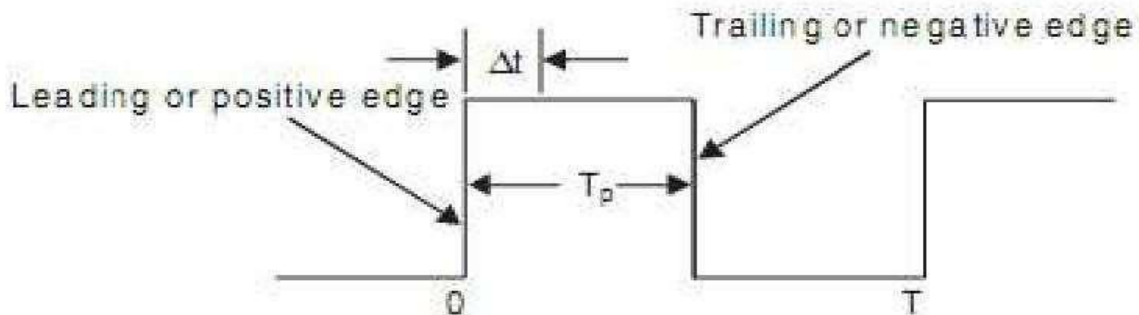 Trailing or negative edge
Δt
Leading or positive edge
Tp
0
T